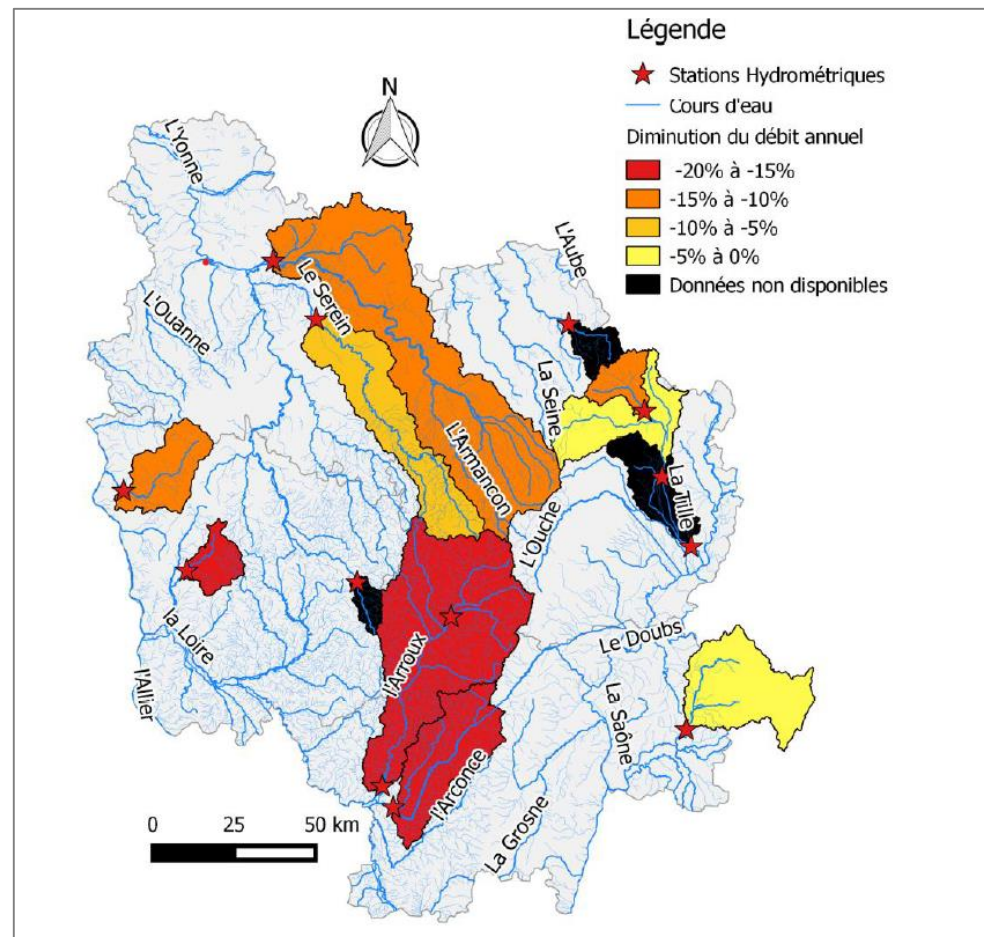 Légende
Stations Hydrométriques
Cours d'eau
Diminution du débit annuel
-20% à -15%
-15% à -10%
-10% à -5%
-5% à 0%
Données non disponibles
N
L'Yonne
L'Aube
Le Serein
L'Ouanne
La Seine
L'Armancon
La Tille
L'Ouche
la Loire
l'Allier
l'Arroux
Le Doubs
La Saône
l'Arconce
La Grosne
0 25 50 km